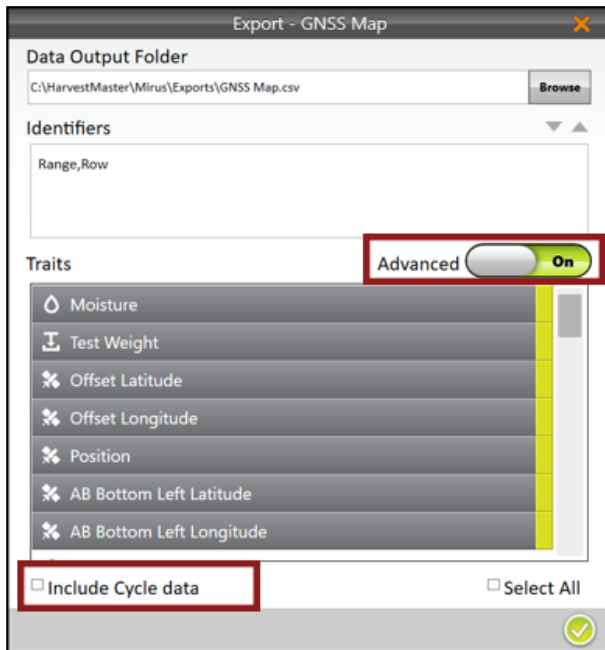 Export - GNSS Map
Data Output Folder
C:\HarvestMaster\Mirus\Exports\GNSS Map.csv
Browse
Identifiers
Range,Row
Traits
Advanced
On
Moisture
Test Weight
Offset Latitude
Offset Longitude
Position
AB Bottom Left Latitude
AB Bottom Left Longitude
Include Cycle data
Select All